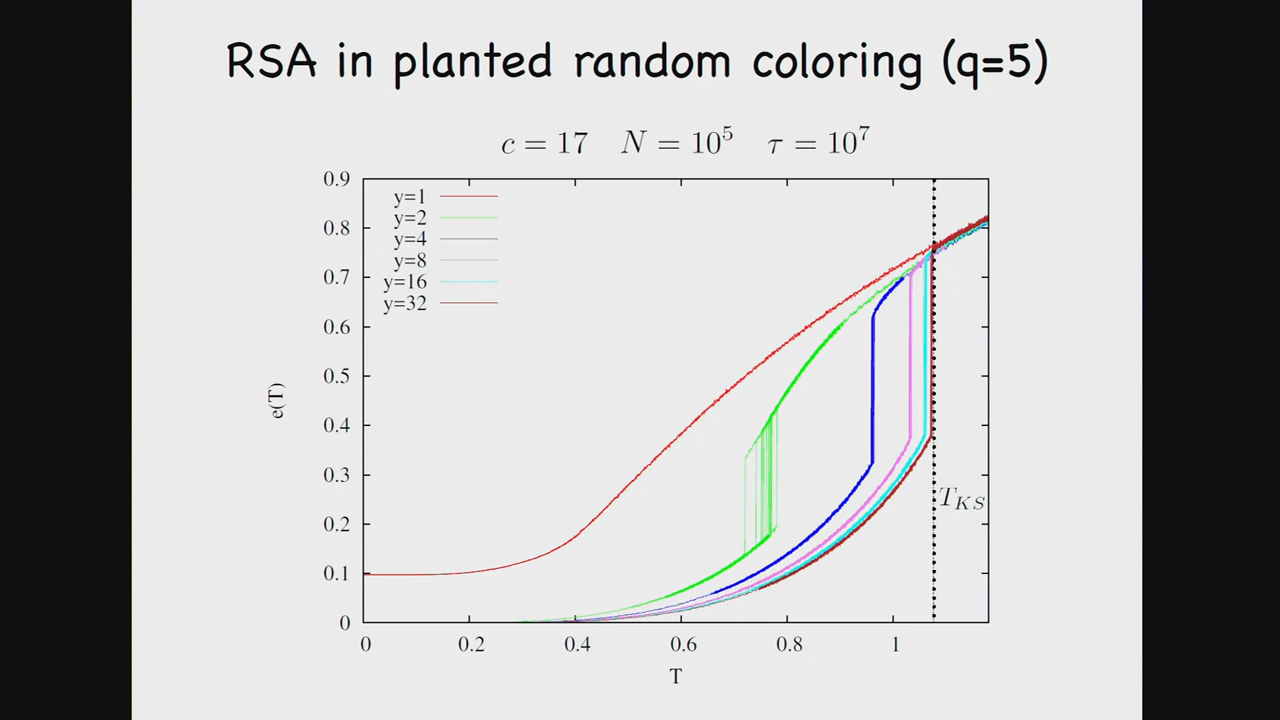 RSA in planted random coloring (q=5)
c = 17 N = 10^5 τ = 10^7
0.9
0.8
0.7
0.6
0.5
0.4
0.3
0.2
0.1
0
e(T)
y=1
y=2
y=4
y=8
y=16
y=32
T_KS
0 0.2 0.4 0.6 0.8 1
T